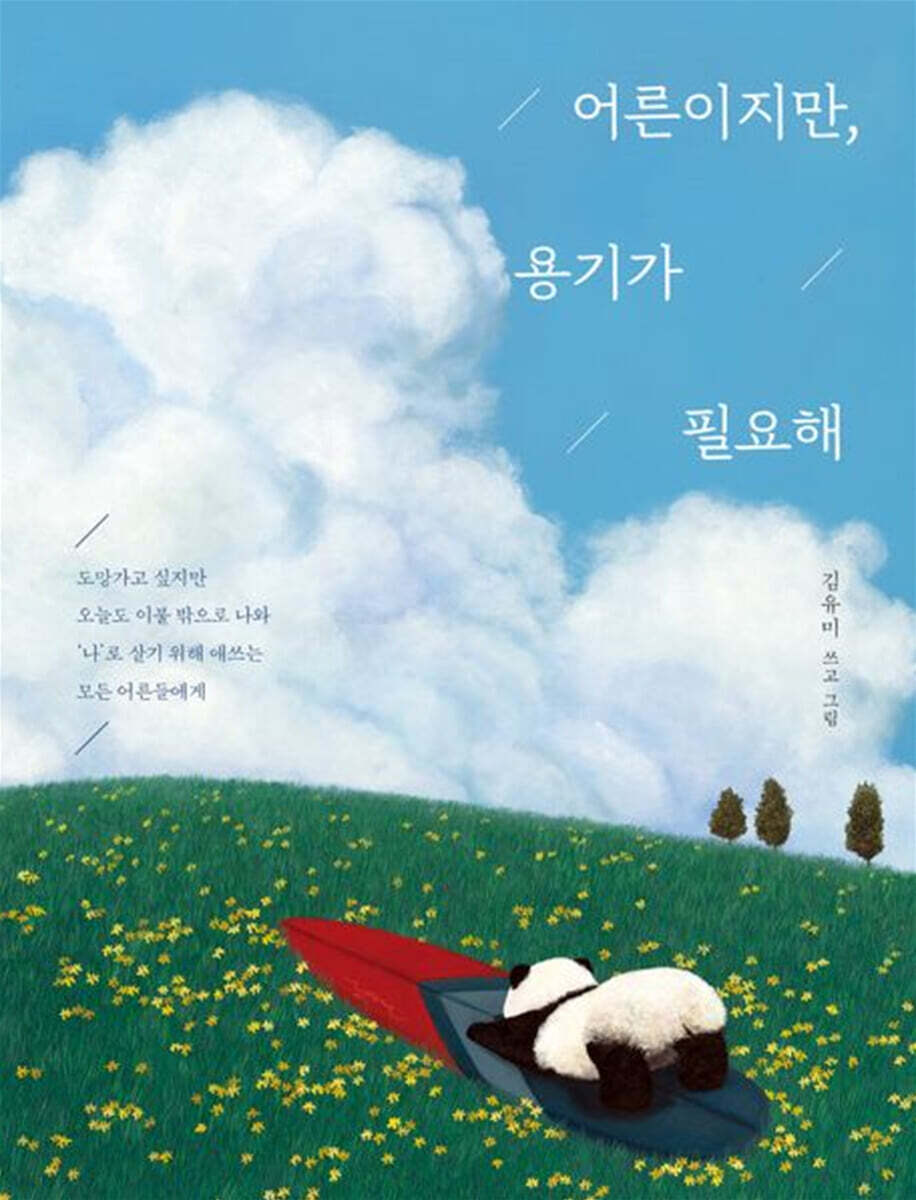 어른이지만,
용기가
필요해
도망가고 싶지만
오늘도 이불 밖으로 나와
'나'로 살기 위해 애쓰는
모든 어른들에게
김유미 쓰고 그림